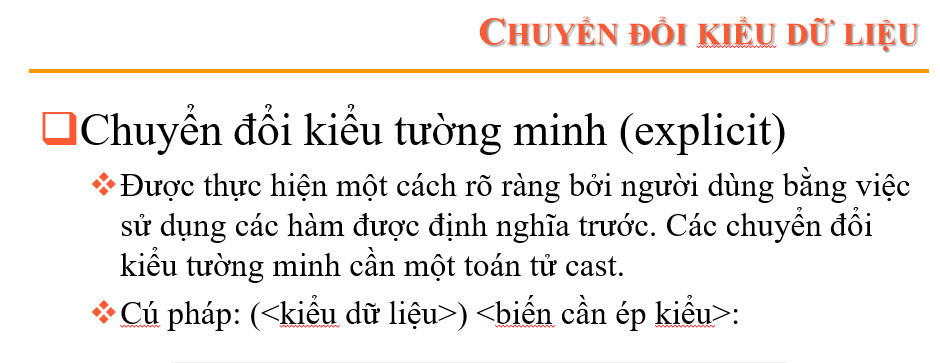 CHUYỂN ĐỔI KIỂU DỮ LIỆU
Chuyển đổi kiểu tường minh (explicit)
Được thực hiện một cách rõ ràng bởi người dùng bằng việc
sử dụng các hàm được định nghĩa trước. Các chuyển đổi
kiểu tường minh cần một toán tử cast.
Cú pháp: (<kiểu dữ liệu>) <biến cần ép kiểu>: